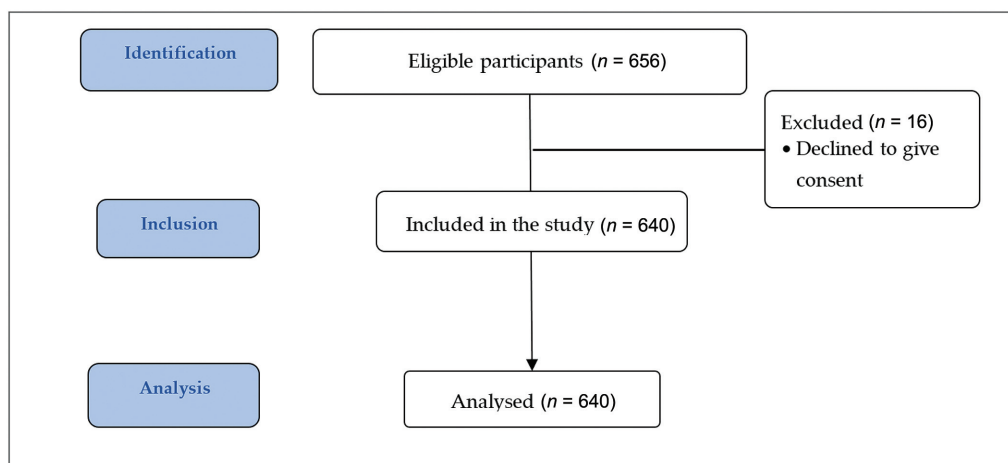 Identification
Eligible participants (n = 656)
Excluded (n = 16)
• Declined to give
consent
Inclusion
Included in the study (n = 640)
Analysis
Analysed (n = 640)